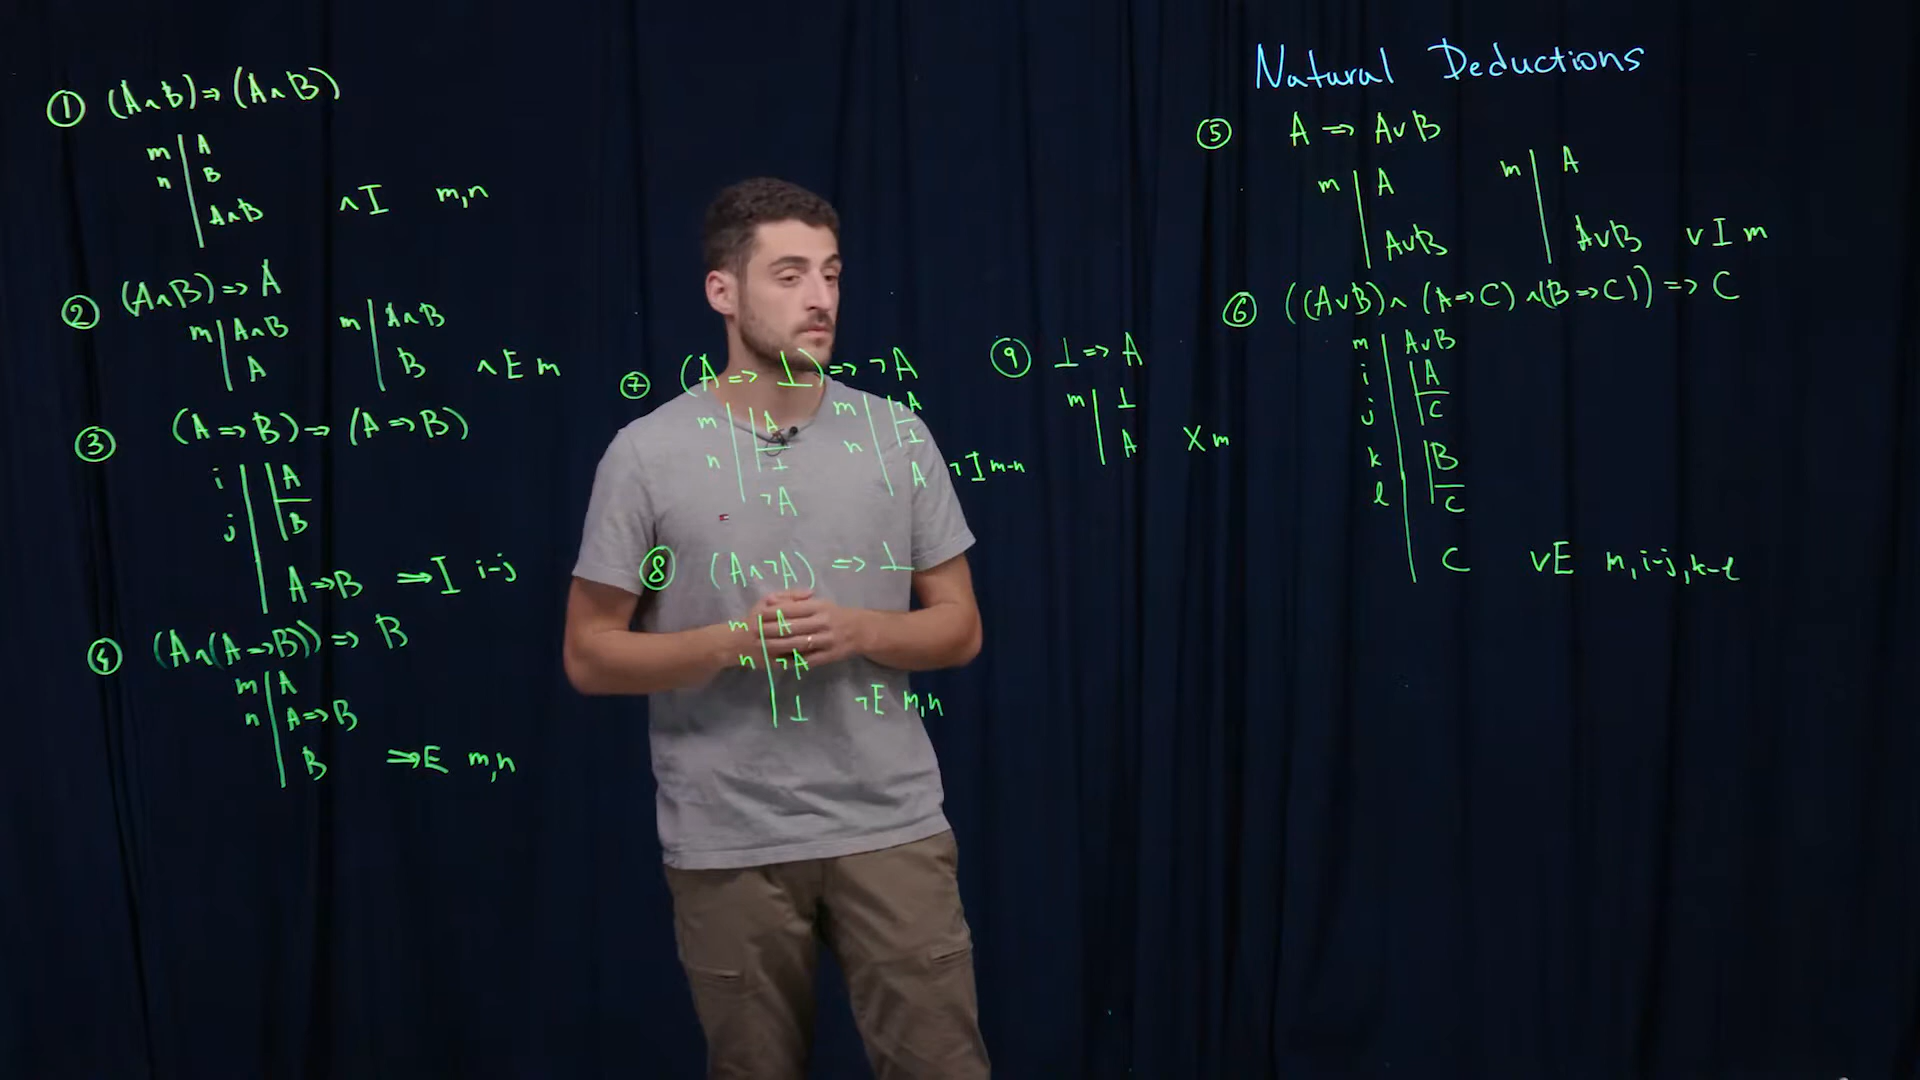 Natural Deductions
① (A∧B)⇒(A∧B)
m | A
n | B
| A∧B ∧I m,n
② (A∧B)⇒A
m | A∧B m | A∧B
| A | B ∧E m
③ (A⇒B)⇒(A⇒B)
i | | A
j | | B
| A⇒B ⇒I i-j
④ (A∧(A⇒B))⇒B
m | A
n | A⇒B
| B ⇒E m,n
⑦ (A⇒⊥)⇒¬A
m | | A m | | ¬A
n | | ⊥ n | | ⊥
| ¬A | A ¬I m-n
⑧ (A∧¬A)⇒⊥
m | A
n | ¬A
| ⊥ ¬E m,n
⑨ ⊥⇒A
m | ⊥
| A X m
⑤ A⇒A∨B
m | A m | A
| A∨B | A∨B ∨I m
⑥ ((A∨B)∧(A⇒C)∧(B⇒C))⇒C
m | A∨B
i | | A
j | | C
k | | B
l | | C
| C ∨E m,i-j,k-l